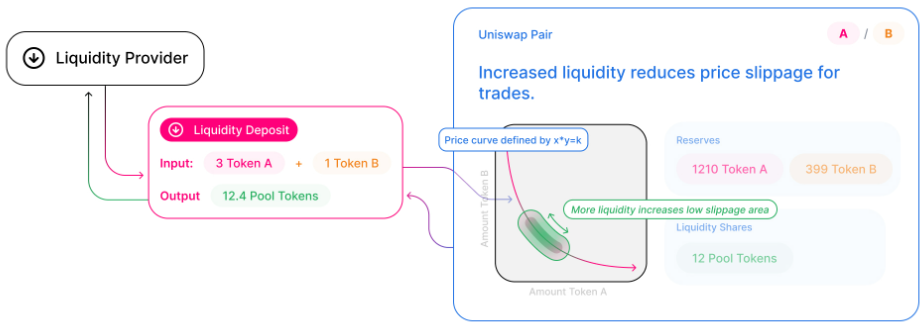 Liquidity Provider
Liquidity Deposit
Input: 3 Token A + 1 Token B
Output 12.4 Pool Tokens
Uniswap Pair
A / B
Increased liquidity reduces price slippage for
trades.
Price curve defined by x*y=k
Amount Token B
More liquidity increases low slippage area
Amount Token A
Reserves
1210 Token A 399 Token B
Liquidity Shares
12 Pool Tokens